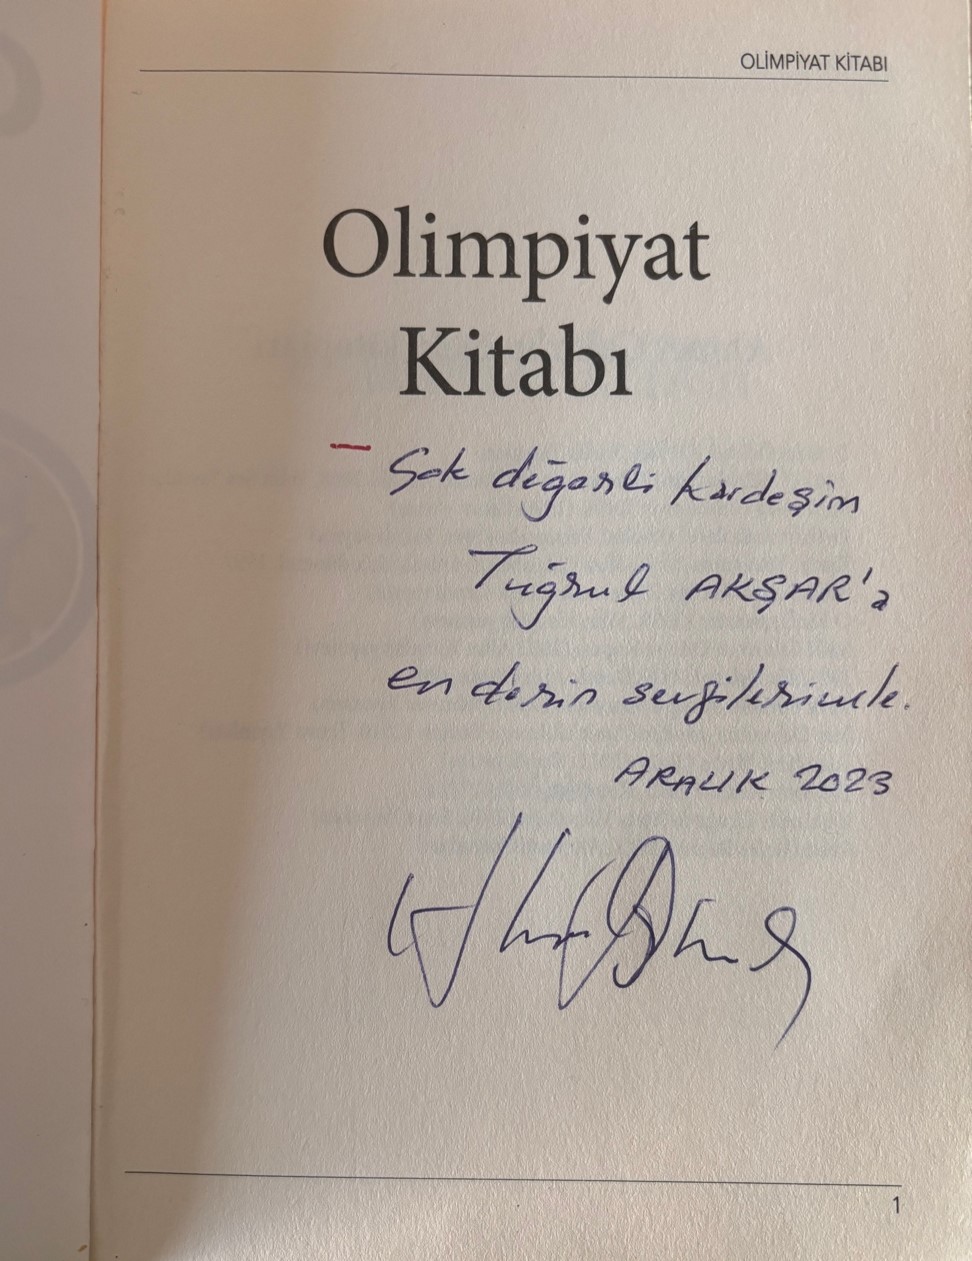 OLİMPİYAT KİTABI
Olimpiyat
Kitabı
Çok değerli kardeşim
Tuğrul AKŞAR'a
en derin sevgilerimle.
ARALIK 2023
1